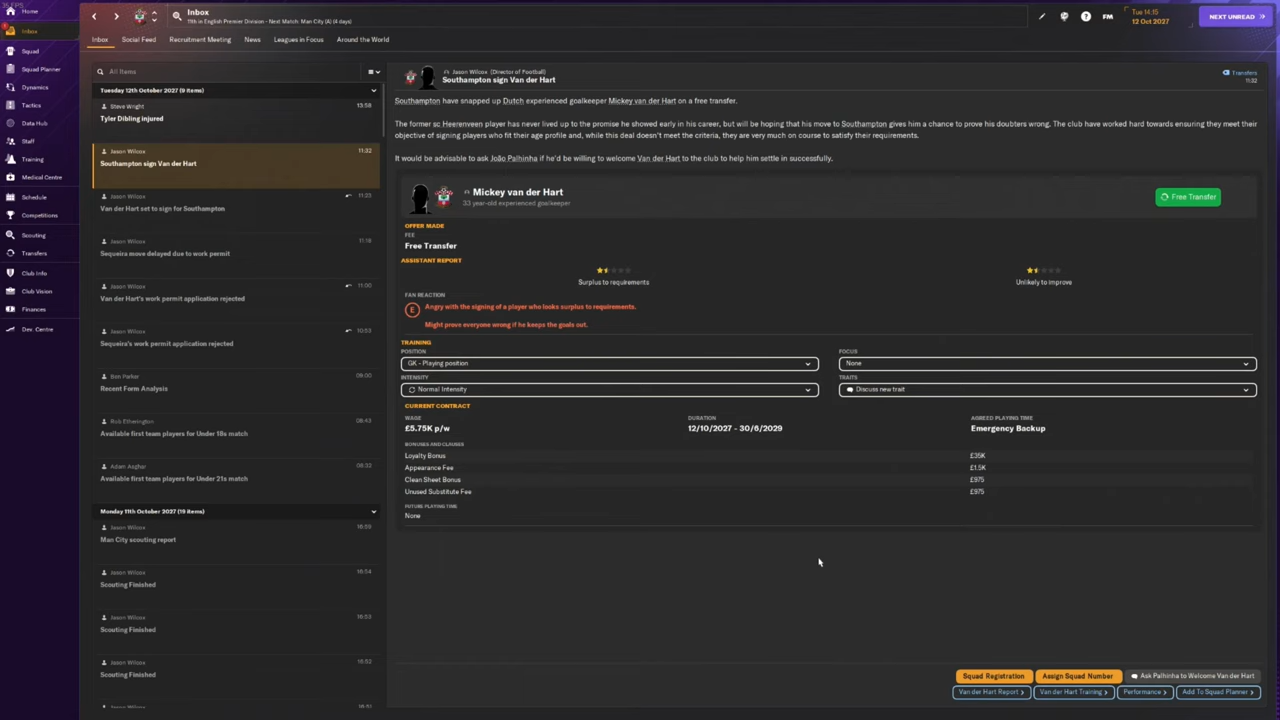 FPS
Home
Inbox
Squad
Squad Planner
Dynamics
Tactics
Data Hub
Staff
Training
Medical Centre
Schedule
Competitions
Scouting
Transfers
Club Info
Club Vision
Finances
Dev. Centre
Inbox
11th in English Premier Division - Next Match: Man City (A) (4 days)
FM
Tue 14:15
12 Oct 2027
NEXT UNREAD
Inbox
Social Feed
Recruitment Meeting
News
Leagues in Focus
Around the World
All Items
Tuesday 12th October 2027 (9 items)
Steve Wright
13:58
Tyler Dibling injured
Jason Wilcox
11:32
Southampton sign Van der Hart
Jason Wilcox
11:23
Van der Hart set to sign for Southampton
Jason Wilcox
11:18
Sequeira move delayed due to work permit
Jason Wilcox
11:00
Van der Hart's work permit application rejected
Jason Wilcox
10:53
Sequeira's work permit application rejected
Ben Parker
09:00
Recent Form Analysis
Rob Etherington
08:43
Available first team players for Under 18s match
Adam Asghar
08:32
Available first team players for Under 21s match
Monday 11th October 2027 (19 items)
Jason Wilcox
16:59
Man City scouting report
Jason Wilcox
16:54
Scouting Finished
Jason Wilcox
16:53
Scouting Finished
Jason Wilcox
16:52
Scouting Finished
Jason Wilcox
16:51
Jason Wilcox (Director of Football)
Southampton sign Van der Hart
Transfers
11:32
Southampton have snapped up Dutch experienced goalkeeper Mickey van der Hart on a free transfer.
The former sc Heerenveen player has never lived up to the promise he showed early in his career, but will be hoping that his move to Southampton gives him a chance to prove his doubters wrong. The club have worked hard towards ensuring they meet their
objective of signing players who fit their age profile and, while this deal doesn't meet the criteria, they are very much on course to satisfy their requirements.
It would be advisable to ask João Palhinha if he'd be willing to welcome Van der Hart to the club to help him settle in successfully.
Mickey van der Hart
33 year-old experienced goalkeeper
Free Transfer
OFFER MADE
FEE
Free Transfer
ASSISTANT REPORT
Surplus to requirements
Unlikely to improve
FAN REACTION
E
Angry with the signing of a player who looks surplus to requirements.
Might prove everyone wrong if he keeps the goals out.
TRAINING
POSITION
FOCUS
GK - Playing position
None
INTENSITY
TRAITS
Normal Intensity
Discuss new trait
CURRENT CONTRACT
WAGE
DURATION
AGREED PLAYING TIME
£5.75K p/w
12/10/2027 - 30/6/2029
Emergency Backup
BONUSES AND CLAUSES
Loyalty Bonus
£35K
Appearance Fee
£1.5K
Clean Sheet Bonus
£975
Unused Substitute Fee
£975
FUTURE PLAYING TIME
None
Squad Registration
Assign Squad Number
Ask Palhinha to Welcome Van der Hart
Van der Hart Report >
Van der Hart Training >
Performance >
Add To Squad Planner >